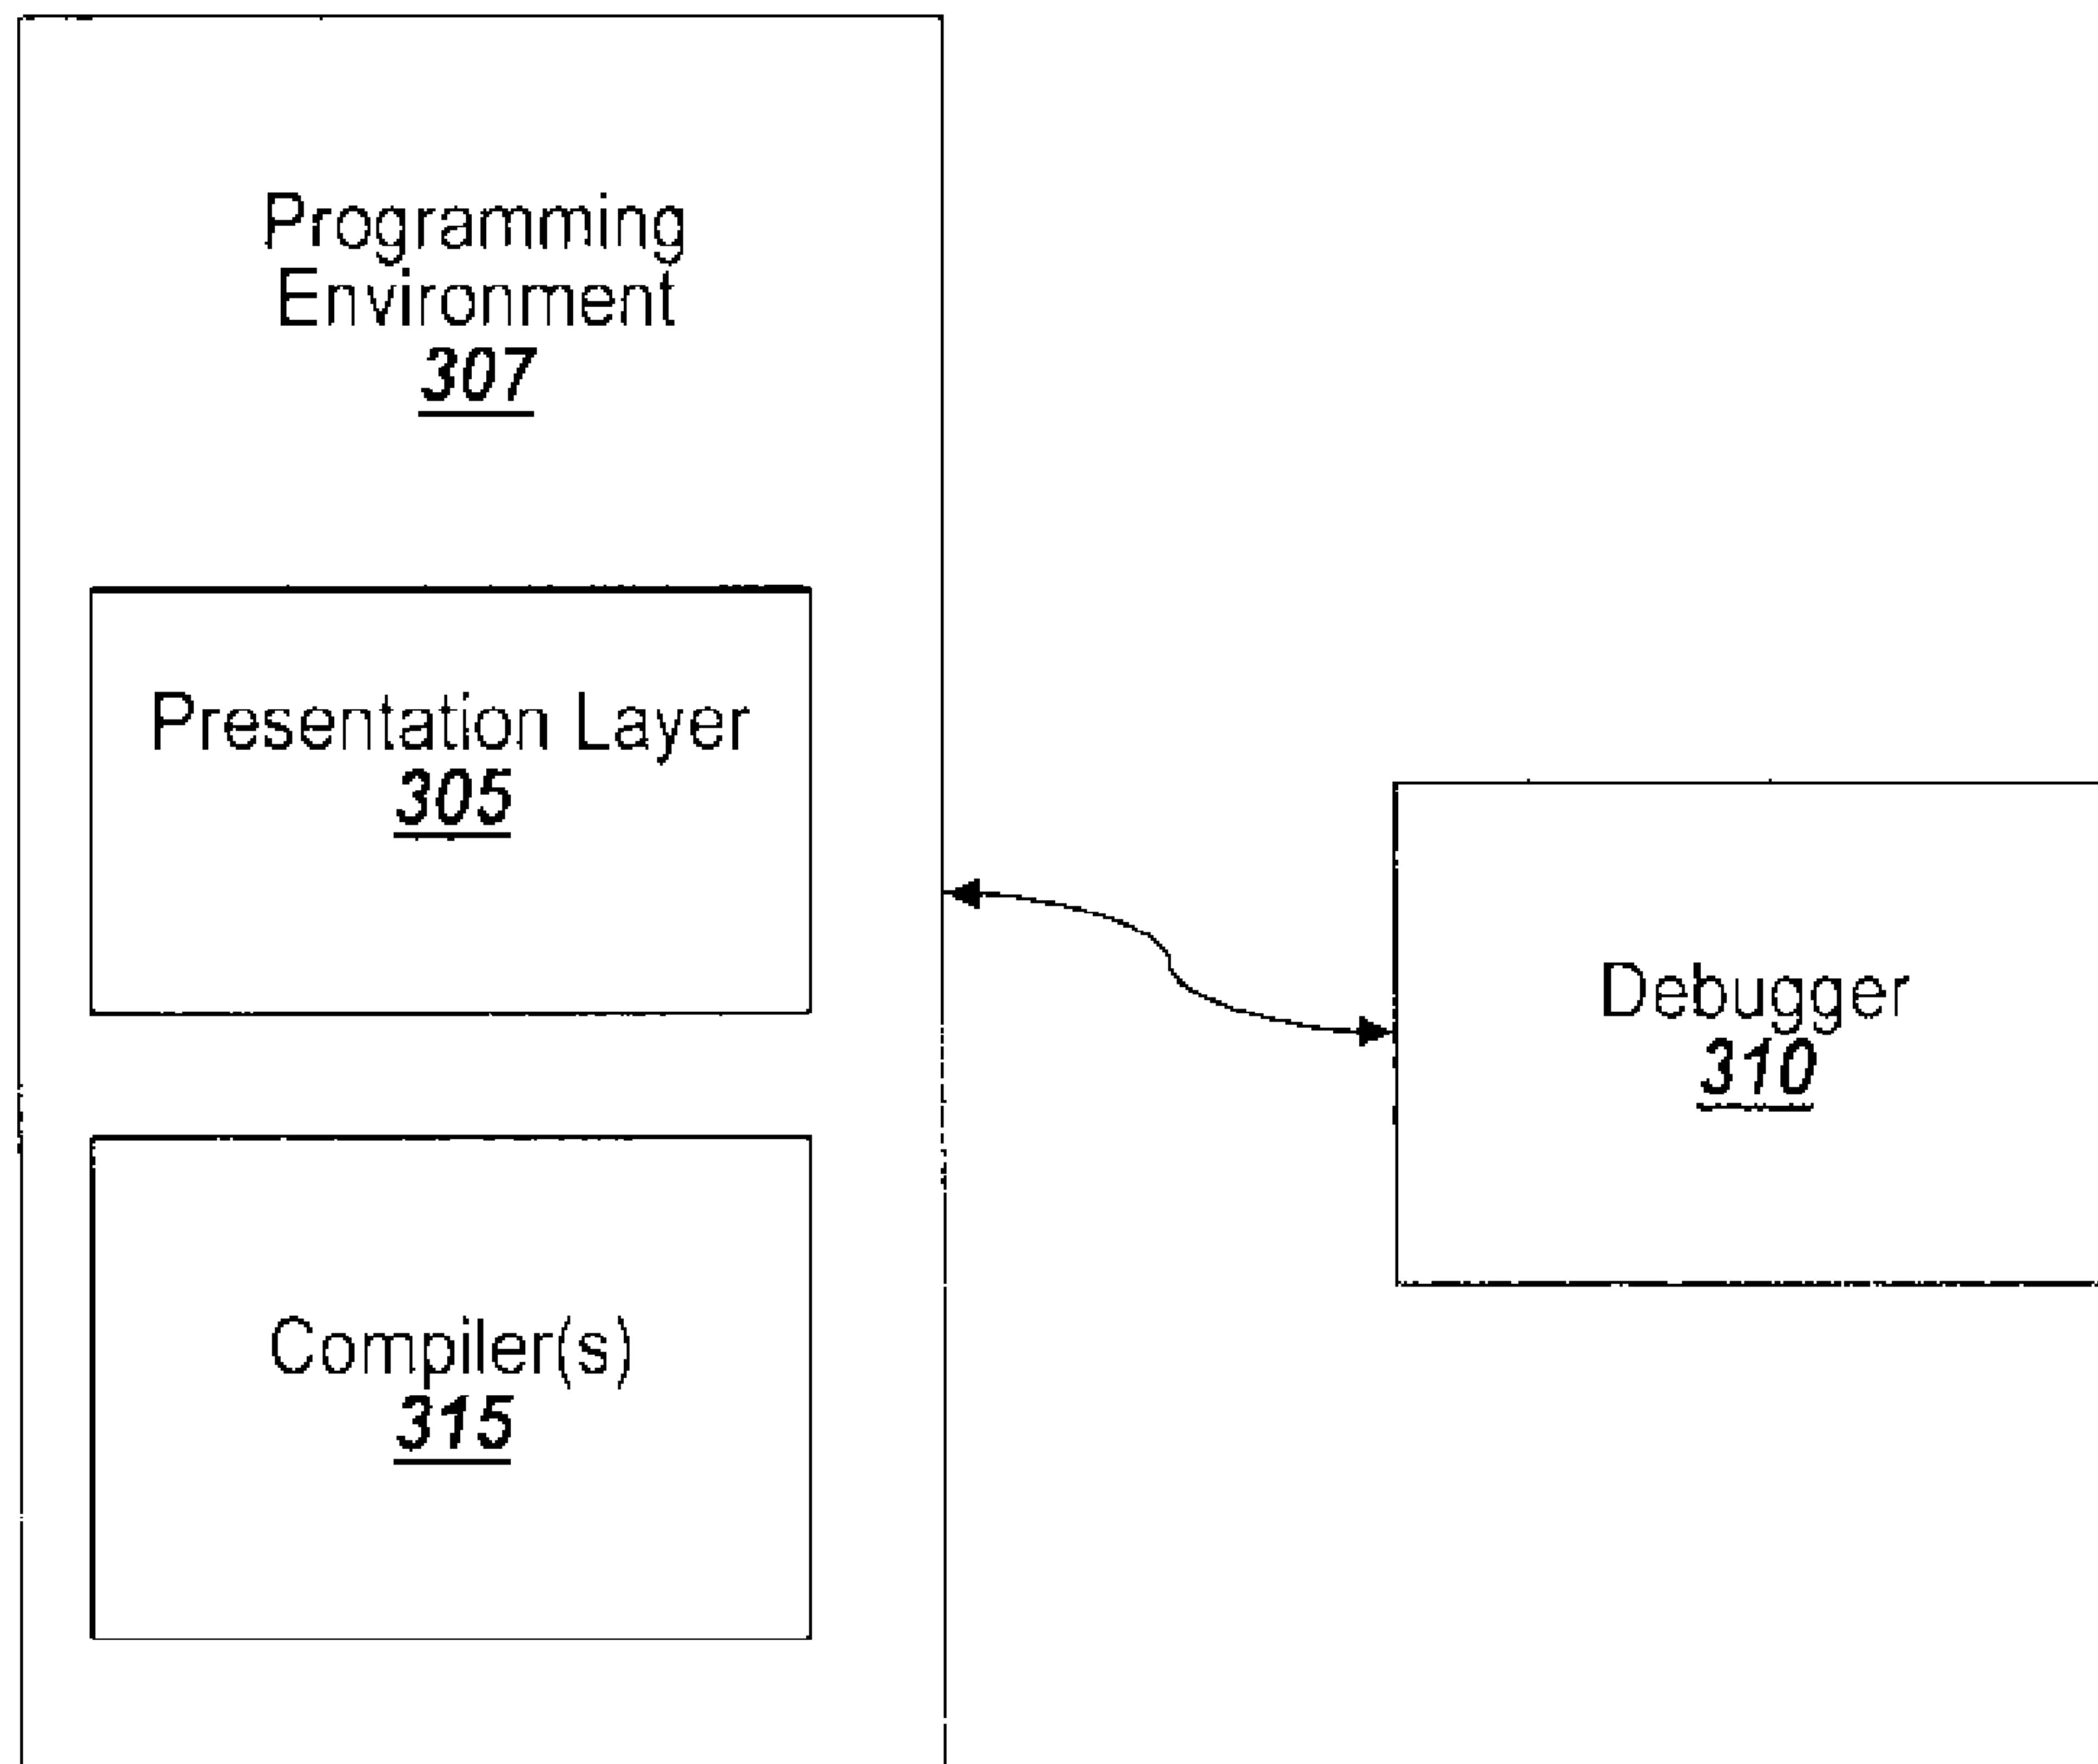 Programming
Environment
307
Presentation Layer
305
Debugger
310
Compiler(s)
315